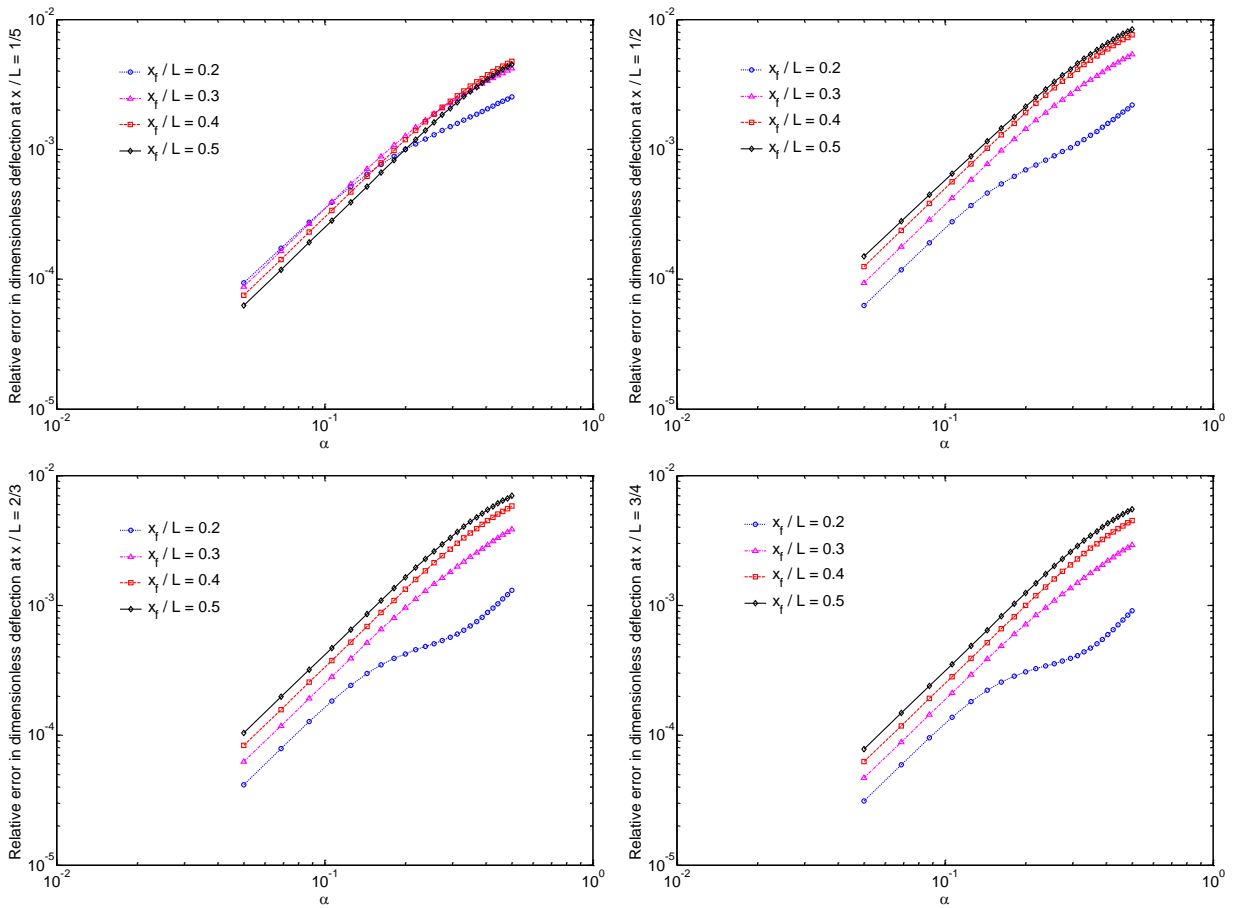 Relative error in dimensionless deflection at x / L = 1/5
10^-2
10^-3
10^-4
10^-5
x_f / L = 0.2
x_f / L = 0.3
x_f / L = 0.4
x_f / L = 0.5
10^-2
10^-1
10^0
α
Relative error in dimensionless deflection at x / L = 1/2
10^-2
10^-3
10^-4
10^-5
x_f / L = 0.2
x_f / L = 0.3
x_f / L = 0.4
x_f / L = 0.5
10^-2
10^-1
10^0
α
Relative error in dimensionless deflection at x / L = 2/3
10^-2
10^-3
10^-4
10^-5
x_f / L = 0.2
x_f / L = 0.3
x_f / L = 0.4
x_f / L = 0.5
10^-2
10^-1
10^0
α
Relative error in dimensionless deflection at x / L = 3/4
10^-2
10^-3
10^-4
10^-5
x_f / L = 0.2
x_f / L = 0.3
x_f / L = 0.4
x_f / L = 0.5
10^-2
10^-1
10^0
α